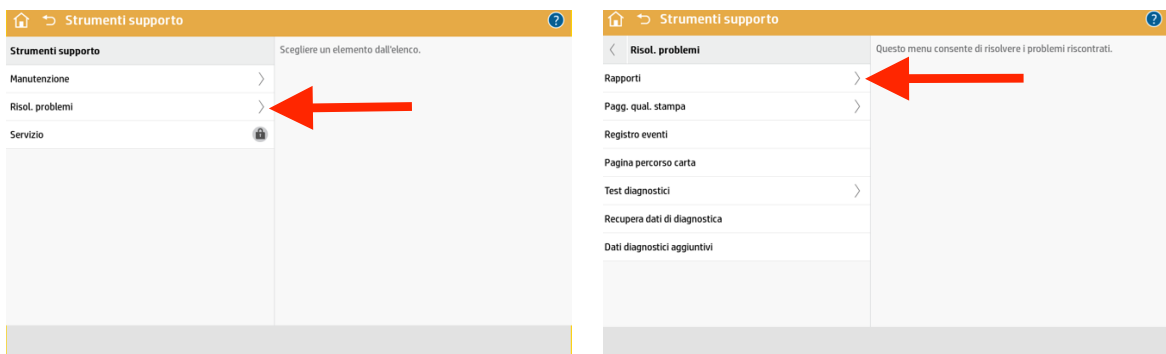 Strumenti supporto
?
Strumenti supporto
Scegliere un elemento dall'elenco.
Manutenzione
Risol. problemi
Servizio
Strumenti supporto
?
Risol. problemi
Questo menu consente di risolvere i problemi riscontrati.
Rapporti
Pagg. qual. stampa
Registro eventi
Pagina percorso carta
Test diagnostici
Recupera dati di diagnostica
Dati diagnostici aggiuntivi